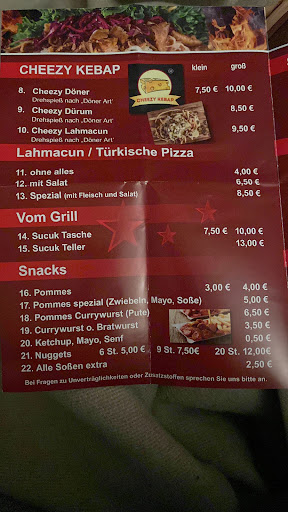 CHEEZY KEBAP klein groß
CHEEZY KEBAP
8. Cheezy Döner 7,50 € 10,00 €
Drehspieß nach „Döner Art‘
9. Cheezy Dürum 8,50 €
Drehspieß nach „Döner Art‘
10. Cheezy Lahmacun 9,50 €
Drehspieß nach „Döner Art‘
Lahmacun / Türkische Pizza
11. ohne alles 4,00 €
12. mit Salat 6,50 €
13. Spezial (mit Fleisch und Salat) 8,50 €
Vom Grill
14. Sucuk Tasche 7,50 € 10,00 €
15. Sucuk Teller 13,00 €
Snacks
16. Pommes 3,00 € 4,00 €
17. Pommes spezial (Zwiebeln, Mayo, Soße) 5,00 €
18. Pommes Currywurst (Pute) 6,50 €
19. Currywurst o. Bratwurst 3,50 €
20. Ketchup, Mayo, Senf 0,50 €
21. Nuggets 6 St. 5,00 € 9 St. 7,50€ 20 St. 12,00€
22. Alle Soßen extra 2,50 €
Bei Fragen zu Unverträglichkeiten oder Zusatzstoffen sprechen Sie uns bitte an.